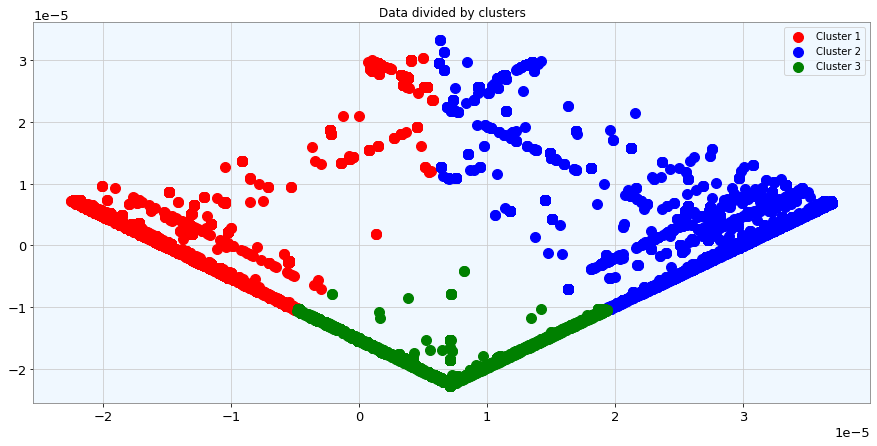 Data divided by clusters
1e−5
Cluster 1
Cluster 2
Cluster 3
3
2
1
0
−1
−2
−2
−1
0
1
2
3
1e−5